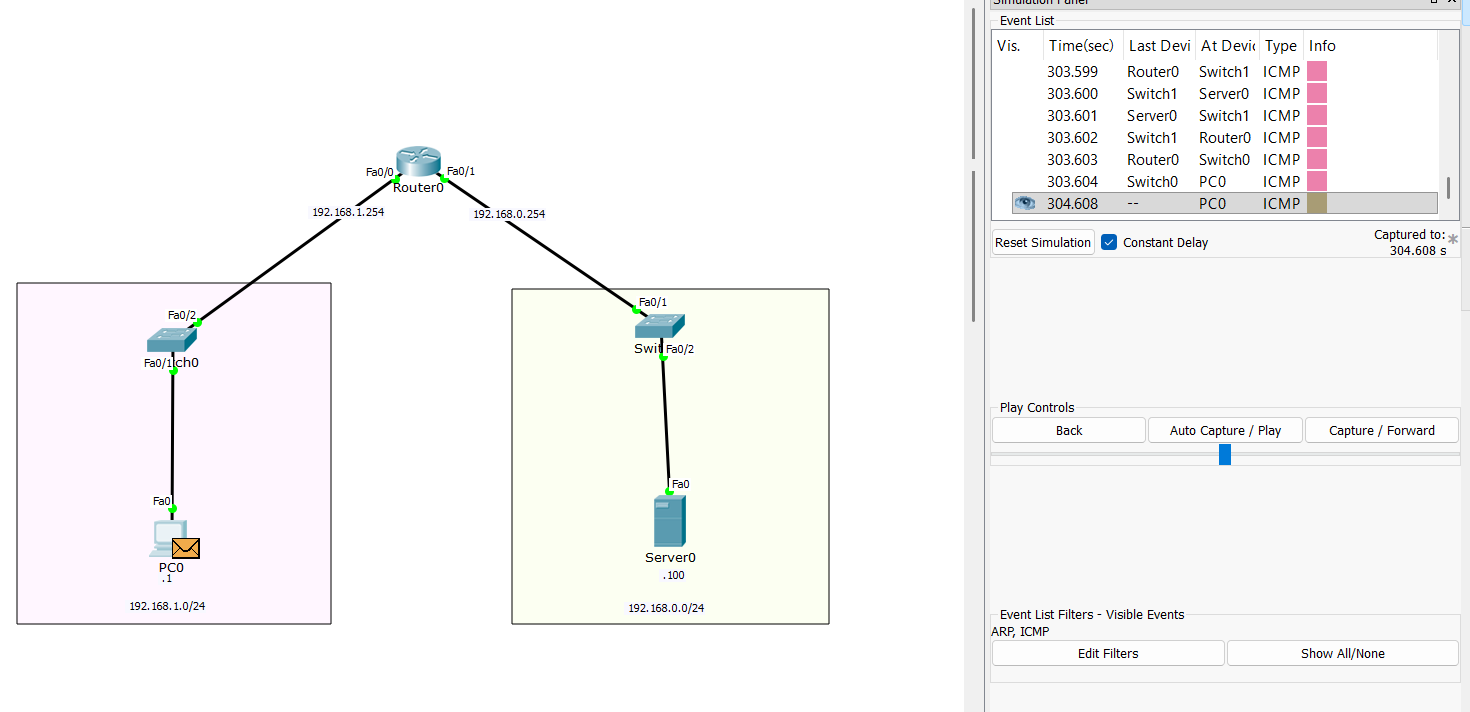 Fa0/0
Fa0/1
Router0
192.168.1.254
192.168.0.254
Fa0/2
Fa0/1
ch0
Fa0
PC0
.1
192.168.1.0/24
Fa0/1
Swit
Fa0/2
Fa0
Server0
.100
192.168.0.0/24
Simulation Panel
Event List
Vis. Time(sec) Last Devi At Devic Type Info
303.599 Router0 Switch1 ICMP
303.600 Switch1 Server0 ICMP
303.601 Server0 Switch1 ICMP
303.602 Switch1 Router0 ICMP
303.603 Router0 Switch0 ICMP
303.604 Switch0 PC0 ICMP
304.608 -- PC0 ICMP
Reset Simulation Constant Delay Captured to: *
304.608 s
Play Controls
Back Auto Capture / Play Capture / Forward
Event List Filters - Visible Events
ARP, ICMP
Edit Filters Show All/None